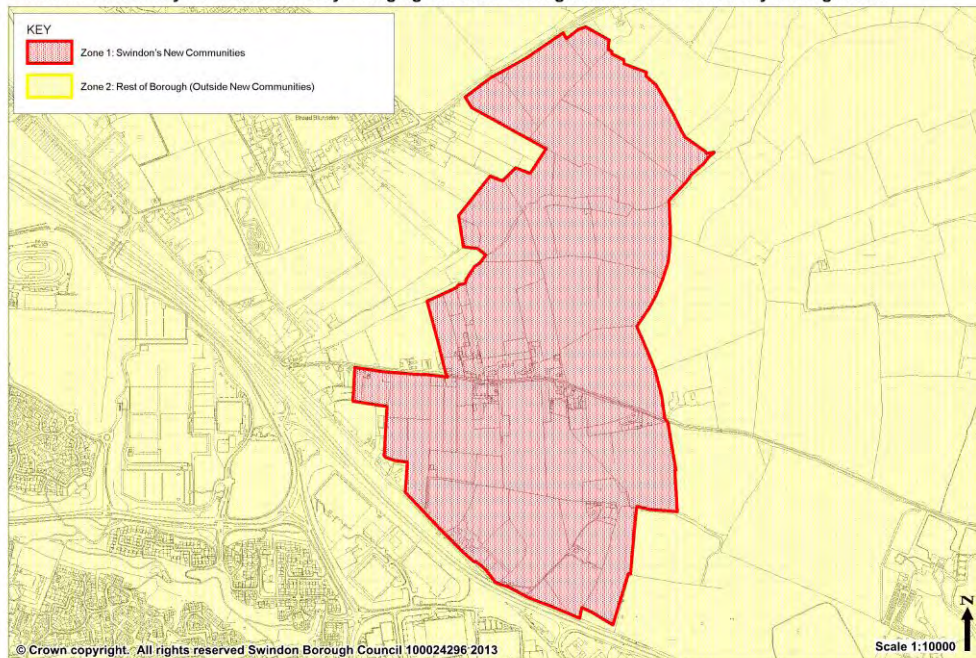 KEY
Zone 1: Swindon's New Communities
Zone 2: Rest of Borough (Outside New Communities)
Broad Blunsdon
© Crown copyright. All rights reserved Swindon Borough Council 100024296 2013
Scale 1:10000
N